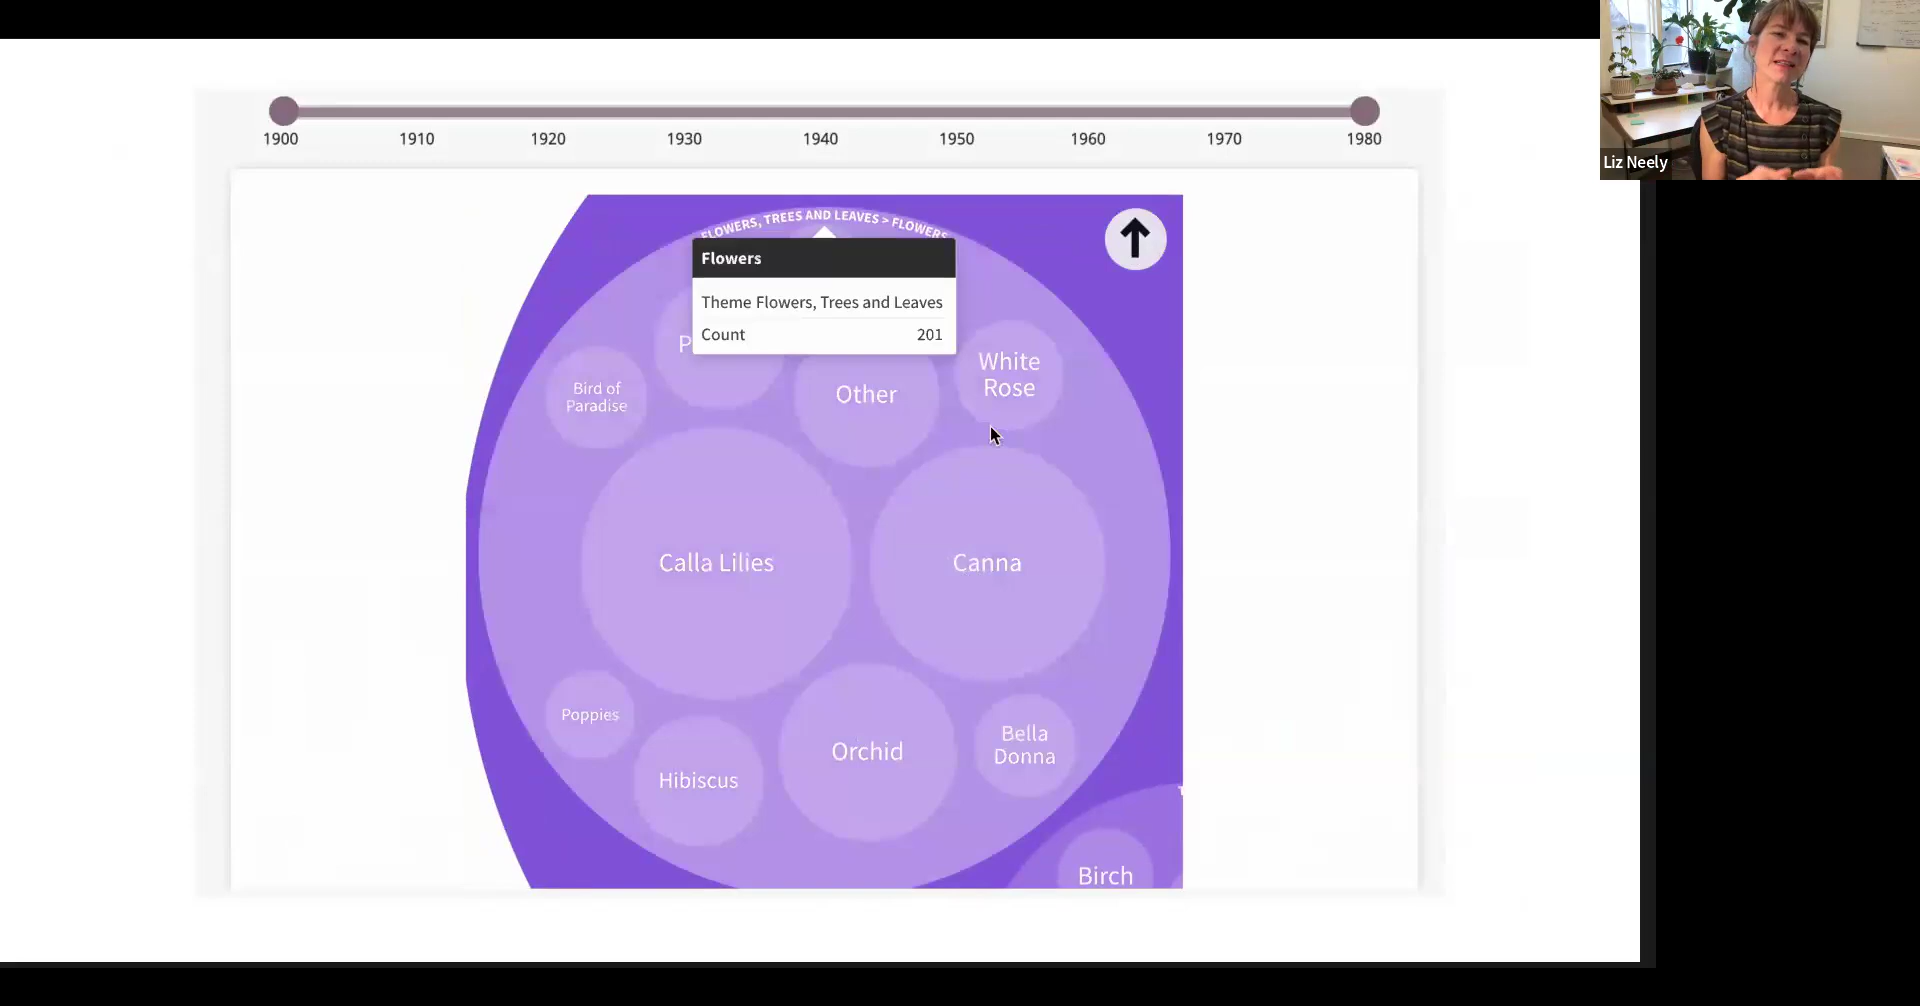 Liz Neely
1900 1910 1920 1930 1940 1950 1960 1970 1980
FLOWERS, TREES AND LEAVES > FLOWERS
Flowers
Theme Flowers, Trees and Leaves
Count 201
P
White
Rose
Bird of
Paradise
Other
Calla Lilies
Canna
Poppies
Hibiscus
Orchid
Bella
Donna
Birch